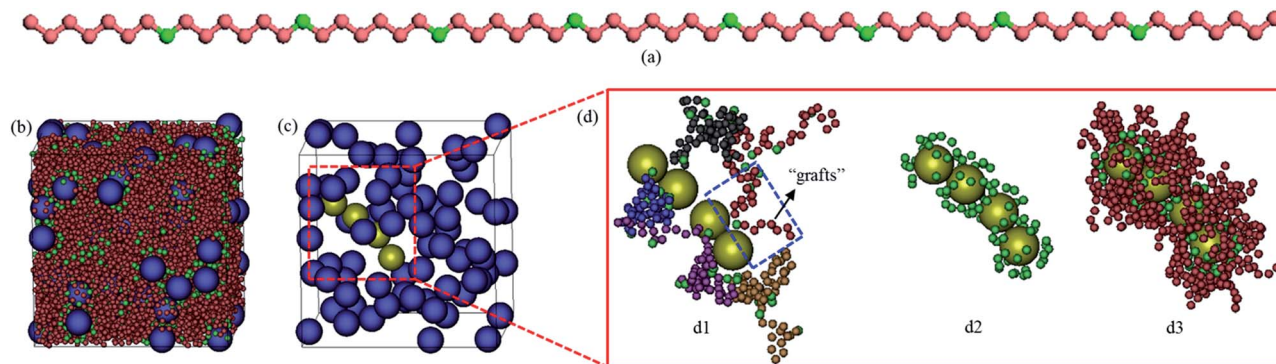 (a)
(b)
(c)
(d)
“grafts”
d1
d2
d3